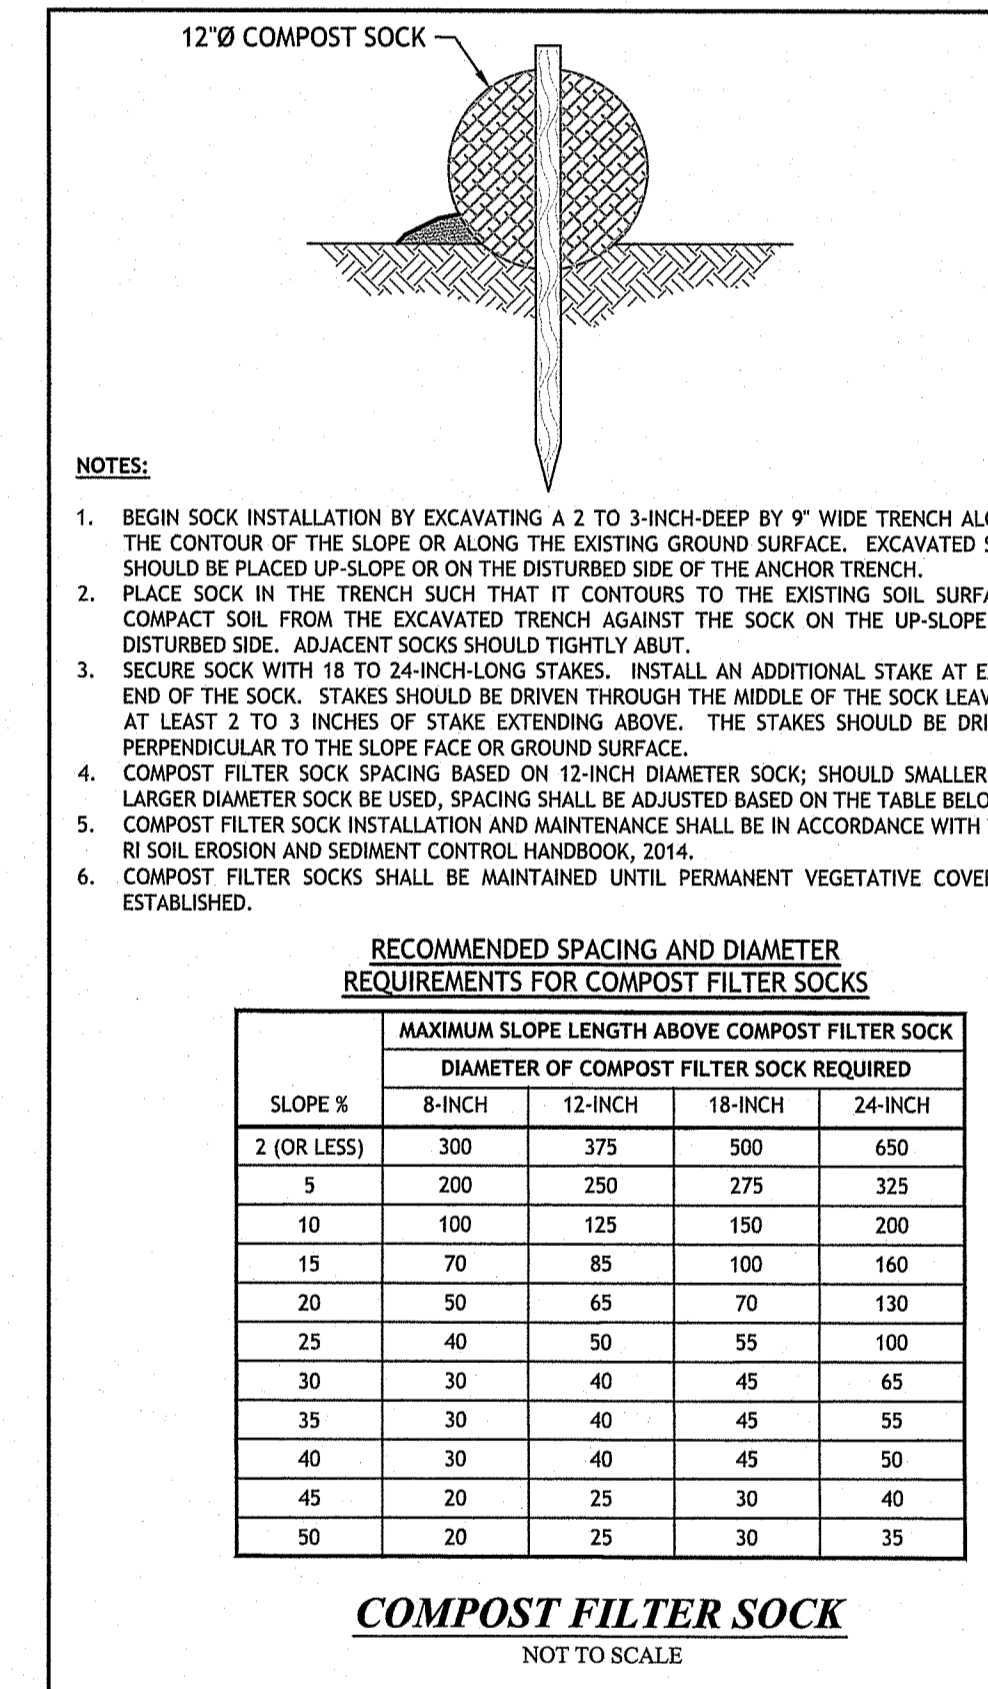 12"Ø COMPOST SOCK
NOTES:
1. BEGIN SOCK INSTALLATION BY EXCAVATING A 2 TO 3-INCH-DEEP BY 9" WIDE TRENCH
THE CONTOUR OF THE SLOPE OR ALONG THE EXISTING GROUND SURFACE. EXCAVATED
SHOULD BE PLACED UP-SLOPE OR ON THE DISTURBED SIDE OF THE ANCHOR TRENCH.
2. PLACE SOCK IN THE TRENCH SUCH THAT IT CONTOURS TO THE EXISTING SOIL
COMPACT SOIL FROM THE EXCAVATED TRENCH AGAINST THE SOCK ON THE UP-SLOPE
DISTURBED SIDE. ADJACENT SOCKS SHOULD TIGHTLY ABUT.
3. SECURE SOCK WITH 18 TO 24-INCH-LONG STAKES. INSTALL AN ADDITIONAL STAKE AT
END OF THE SOCK. STAKES SHOULD BE DRIVEN THROUGH THE MIDDLE OF THE SOCK
AT LEAST 2 TO 3 INCHES OF STAKE EXTENDING ABOVE. THE STAKES SHOULD BE
PERPENDICULAR TO THE SLOPE FACE OR GROUND SURFACE.
4. COMPOST FILTER SOCK SPACING BASED ON 12-INCH DIAMETER SOCK; SHOULD SMALLER
LARGER DIAMETER SOCK BE USED, SPACING SHALL BE ADJUSTED BASED ON THE TABLE
5. COMPOST FILTER SOCK INSTALLATION AND MAINTENANCE SHALL BE IN ACCORDANCE WITH
RI SOIL EROSION AND SEDIMENT CONTROL HANDBOOK, 2014.
6. COMPOST FILTER SOCKS SHALL BE MAINTAINED UNTIL PERMANENT VEGETATIVE
ESTABLISHED.
RECOMMENDED SPACING AND DIAMETER
REQUIREMENTS FOR COMPOST FILTER SOCKS
MAXIMUM SLOPE LENGTH ABOVE COMPOST FILTER SOCK
DIAMETER OF COMPOST FILTER SOCK REQUIRED
SLOPE % 8-INCH 12-INCH 18-INCH 24-INCH
2 (OR LESS) 300 375 500 650
5 200 250 275 325
10 100 125 150 200
15 70 85 100 160
20 50 65 70 130
25 40 50 55 100
30 30 40 45 65
35 30 40 45 55
40 30 40 45 50
45 20 25 30 40
50 20 25 30 35
COMPOST FILTER SOCK
NOT TO SCALE